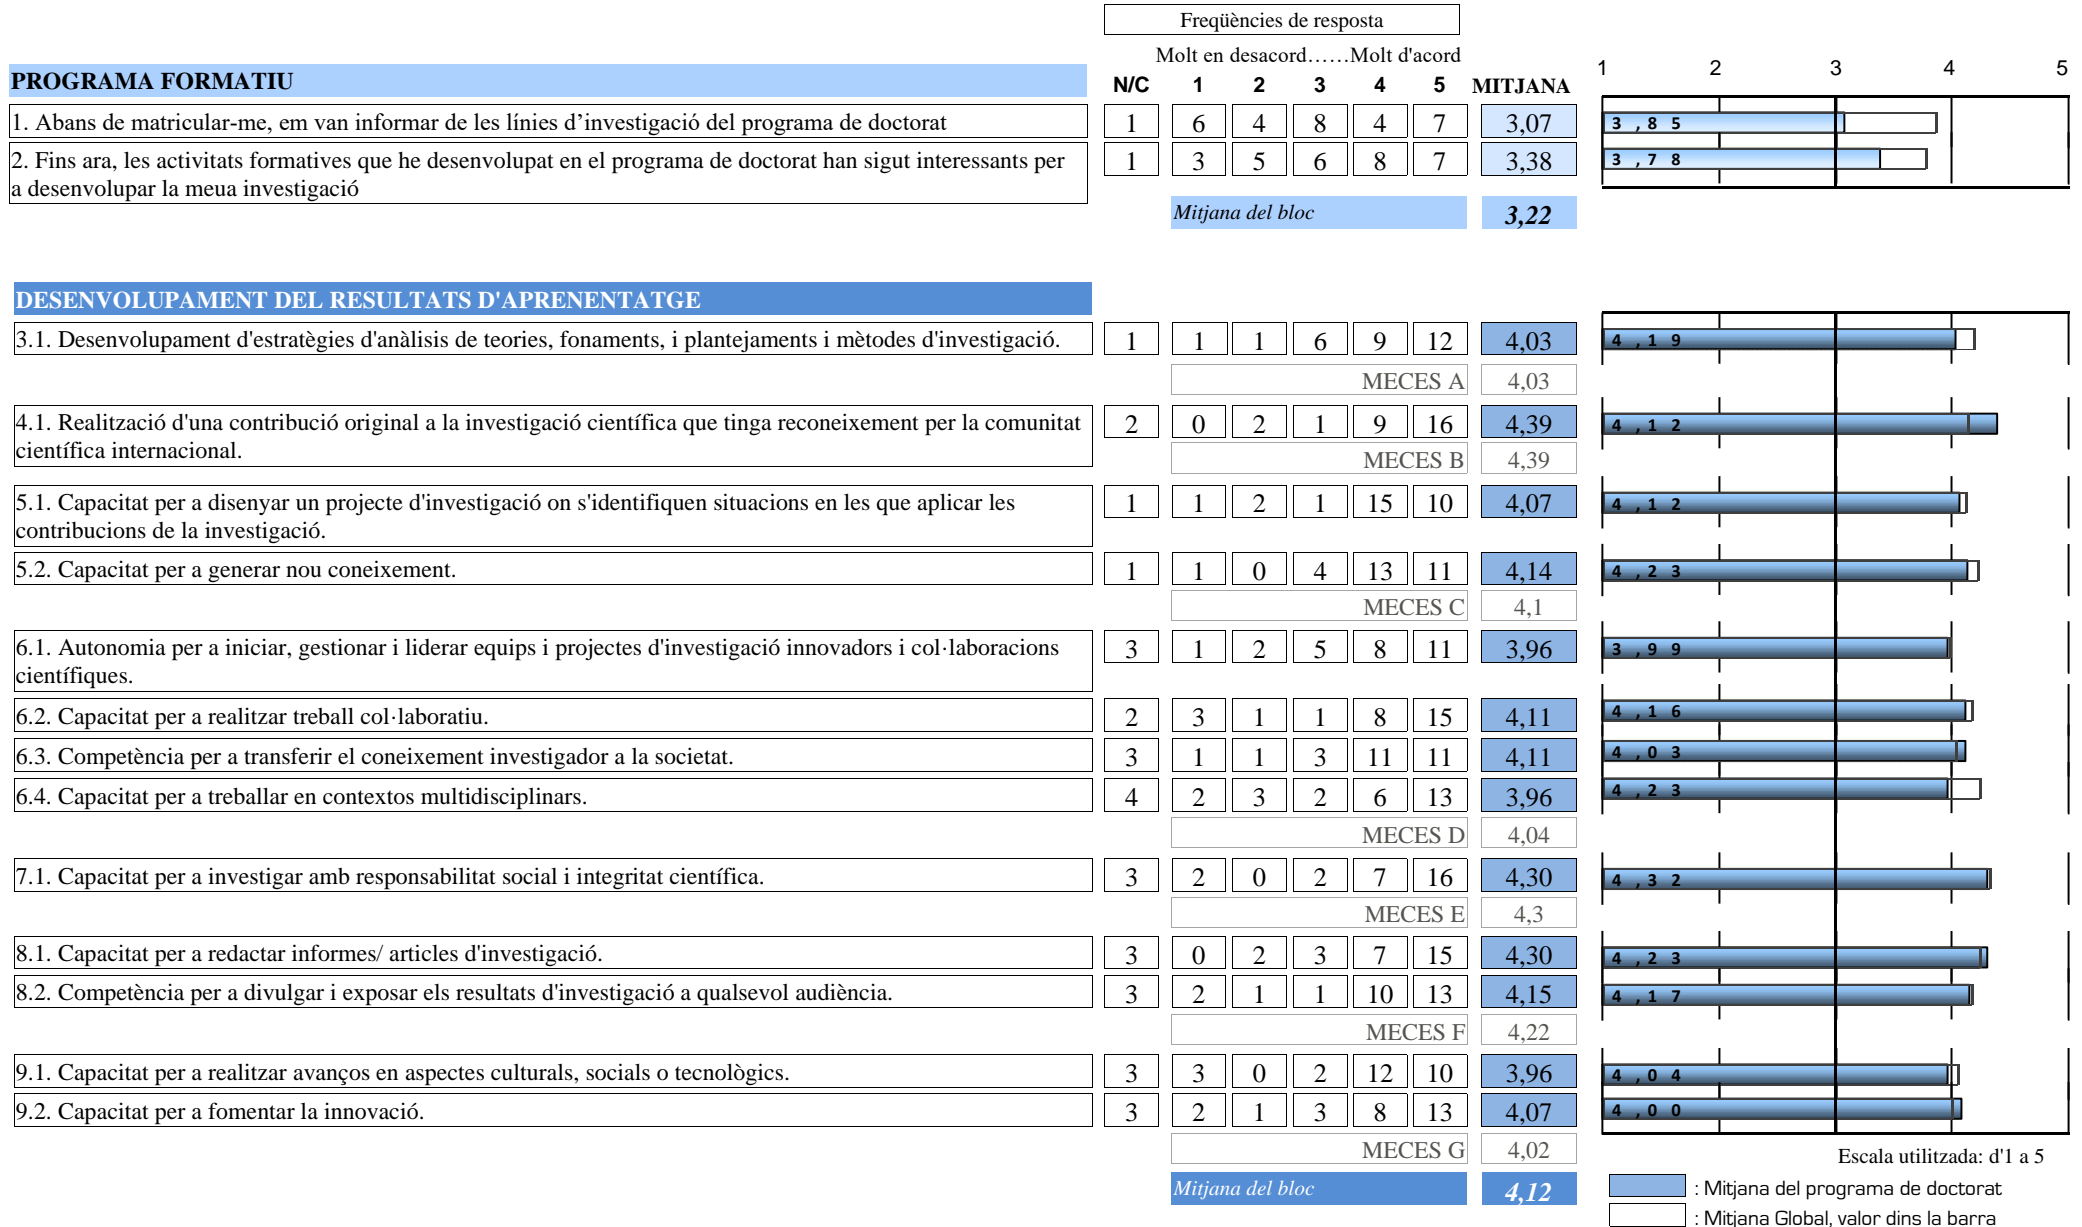 Freqüències de resposta
Molt en desacord……Molt d'acord
PROGRAMA FORMATIU N/C 1 2 3 4 5 MITJANA 1 2 3 4 5
1. Abans de matricular-me, em van informar de les línies d’investigació del programa de doctorat 1 6 4 8 4 7 3,07 3,85
2. Fins ara, les activitats formatives que he desenvolupat en el programa de doctorat han sigut interessants per 1 3 5 6 8 7 3,38 3,78
a desenvolupar la meua investigació
Mitjana del bloc 3,22
DESENVOLUPAMENT DEL RESULTATS D'APRENENTATGE
3.1. Desenvolupament d'estratègies d'anàlisis de teories, fonaments, i plantejaments i mètodes d'investigació. 1 1 1 6 9 12 4,03 4,19
MECES A 4,03
4.1. Realització d'una contribució original a la investigació científica que tinga reconeixement per la comunitat 2 0 2 1 9 16 4,39 4,12
científica internacional.
MECES B 4,39
5.1. Capacitat per a disenyar un projecte d'investigació on s'identifiquen situacions en les que aplicar les 1 1 2 1 15 10 4,07 4,12
contribucions de la investigació.
5.2. Capacitat per a generar nou coneixement. 1 1 0 4 13 11 4,14 4,23
MECES C 4,1
6.1. Autonomia per a iniciar, gestionar i liderar equips i projectes d'investigació innovadors i col·laboracions 3 1 2 5 8 11 3,96 3,99
científiques.
6.2. Capacitat per a realitzar treball col·laboratiu. 2 3 1 1 8 15 4,11 4,16
6.3. Competència per a transferir el coneixement investigador a la societat. 3 1 1 3 11 11 4,11 4,03
6.4. Capacitat per a treballar en contextos multidisciplinars. 4 2 3 2 6 13 3,96 4,23
MECES D 4,04
7.1. Capacitat per a investigar amb responsabilitat social i integritat científica. 3 2 0 2 7 16 4,30 4,32
MECES E 4,3
8.1. Capacitat per a redactar informes/ articles d'investigació. 3 0 2 3 7 15 4,30 4,23
8.2. Competència per a divulgar i exposar els resultats d'investigació a qualsevol audiència. 3 2 1 1 10 13 4,15 4,17
MECES F 4,22
9.1. Capacitat per a realitzar avanços en aspectes culturals, socials o tecnològics. 3 3 0 2 12 10 3,96 4,04
9.2. Capacitat per a fomentar la innovació. 3 2 1 3 8 13 4,07 4,00
MECES G 4,02
Escala utilitzada: d'1 a 5
Mitjana del bloc 4,12
: Mitjana del programa de doctorat
: Mitjana Global, valor dins la barra